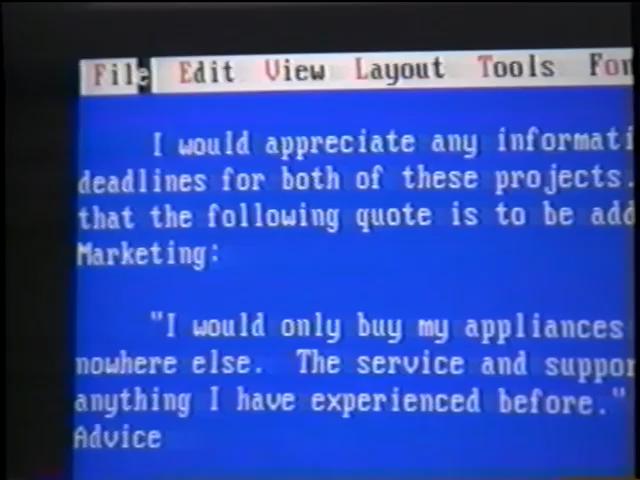 File Edit View Layout Tools Fon
I would appreciate any informati
deadlines for both of these projects.
that the following quote is to be add
Marketing:
"I would only buy my appliances
nowhere else. The service and suppor
anything I have experienced before."
Advice